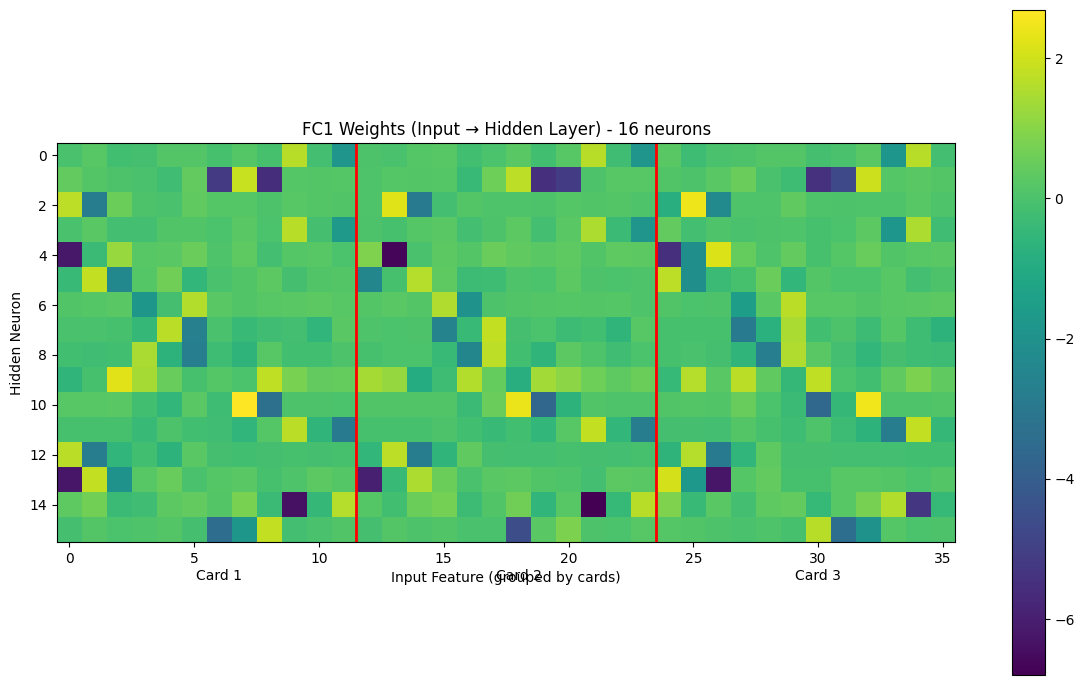 FC1 Weights (Input → Hidden Layer) - 16 neurons
Hidden Neuron
0
2
4
6
8
10
12
14
0 5 10 15 20 25 30 35
Card 1 Card 2 Card 3
Input Feature (grouped by cards)
2
0
−2
−4
−6